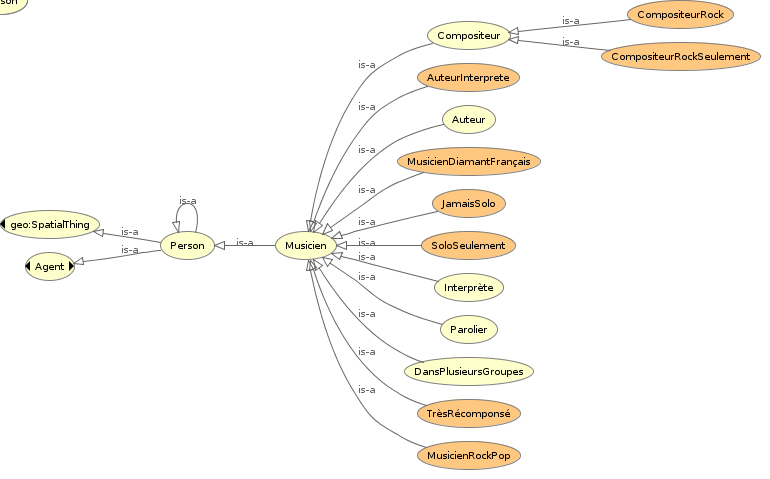 son
CompositeurRock
is-a
Compositeur
is-a
CompositeurRockSeulement
is-a
AuteurInterprete
is-a
Auteur
is-a
MusicienDiamantFrançais
is-a
JamaisSolo
is-a
is-a
geo:SpatialThing
is-a
Person
is-a
Musicien
is-a
SoloSeulement
is-a
Agent
is-a
Interprète
is-a
Parolier
is-a
DansPlusieursGroupes
is-a
TrèsRécomponsé
is-a
MusicienRockPop